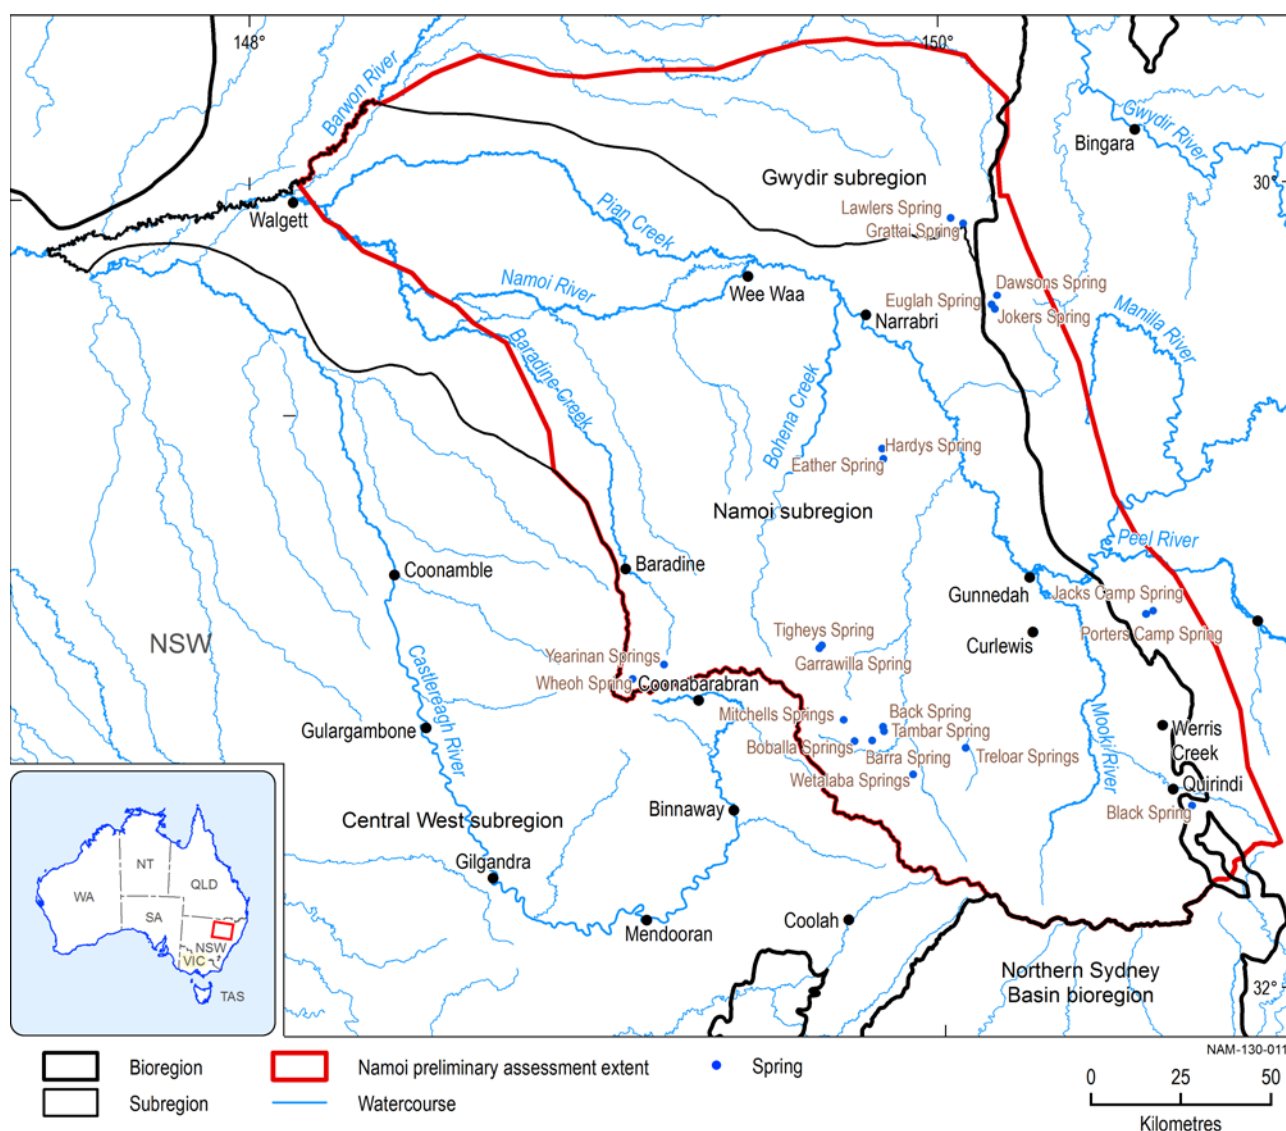 148°
150°
Barwon River
Gwydir River
Bingara
Gwydir subregion
30°
Lawlers Spring
Grattai Spring
Walgett
Pian Creek
Namoi River
Wee Waa
Dawsons Spring
Euglah Spring
Jokers Spring
Narrabri
Manilla River
Baradine Creek
Bohena Creek
Hardys Spring
Eather Spring
Namoi subregion
Peel River
Coonamble
Baradine
Gunnedah
Jacks Camp Spring
Porters Camp Spring
NSW
Tigheys Spring
Curlewis
Yearinan Springs
Garrawilla Spring
Wheoh Spring
Coonabarabran
Castlereagh River
Mitchells Springs
Back Spring
Tambar Spring
Mooki River
Werris
Creek
Gulargambone
Boballa Springs
Barra Spring
Treloar Springs
Wetalaba Springs
Quirindi
Black Spring
Central West subregion
Binnaway
Gilgandra
Mendooran
Coolah
Northern Sydney
Basin bioregion
32°
WA
NT
QLD
SA
NSW
VIC
TAS
NAM-130-011
Bioregion
Namoi preliminary assessment extent
Spring
Subregion
Watercourse
0 25 50
Kilometres